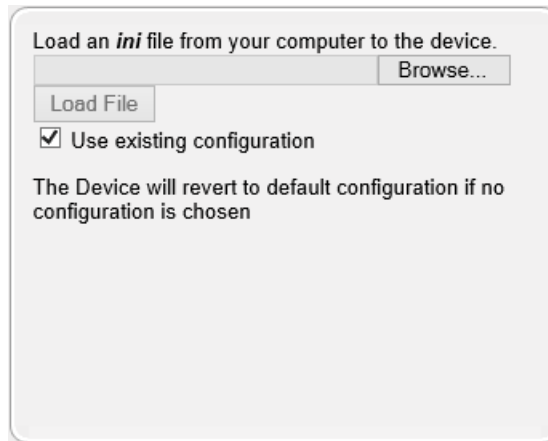 Load an ini file from your computer to the device.
Browse...
Load File
Use existing configuration
The Device will revert to default configuration if no
configuration is chosen